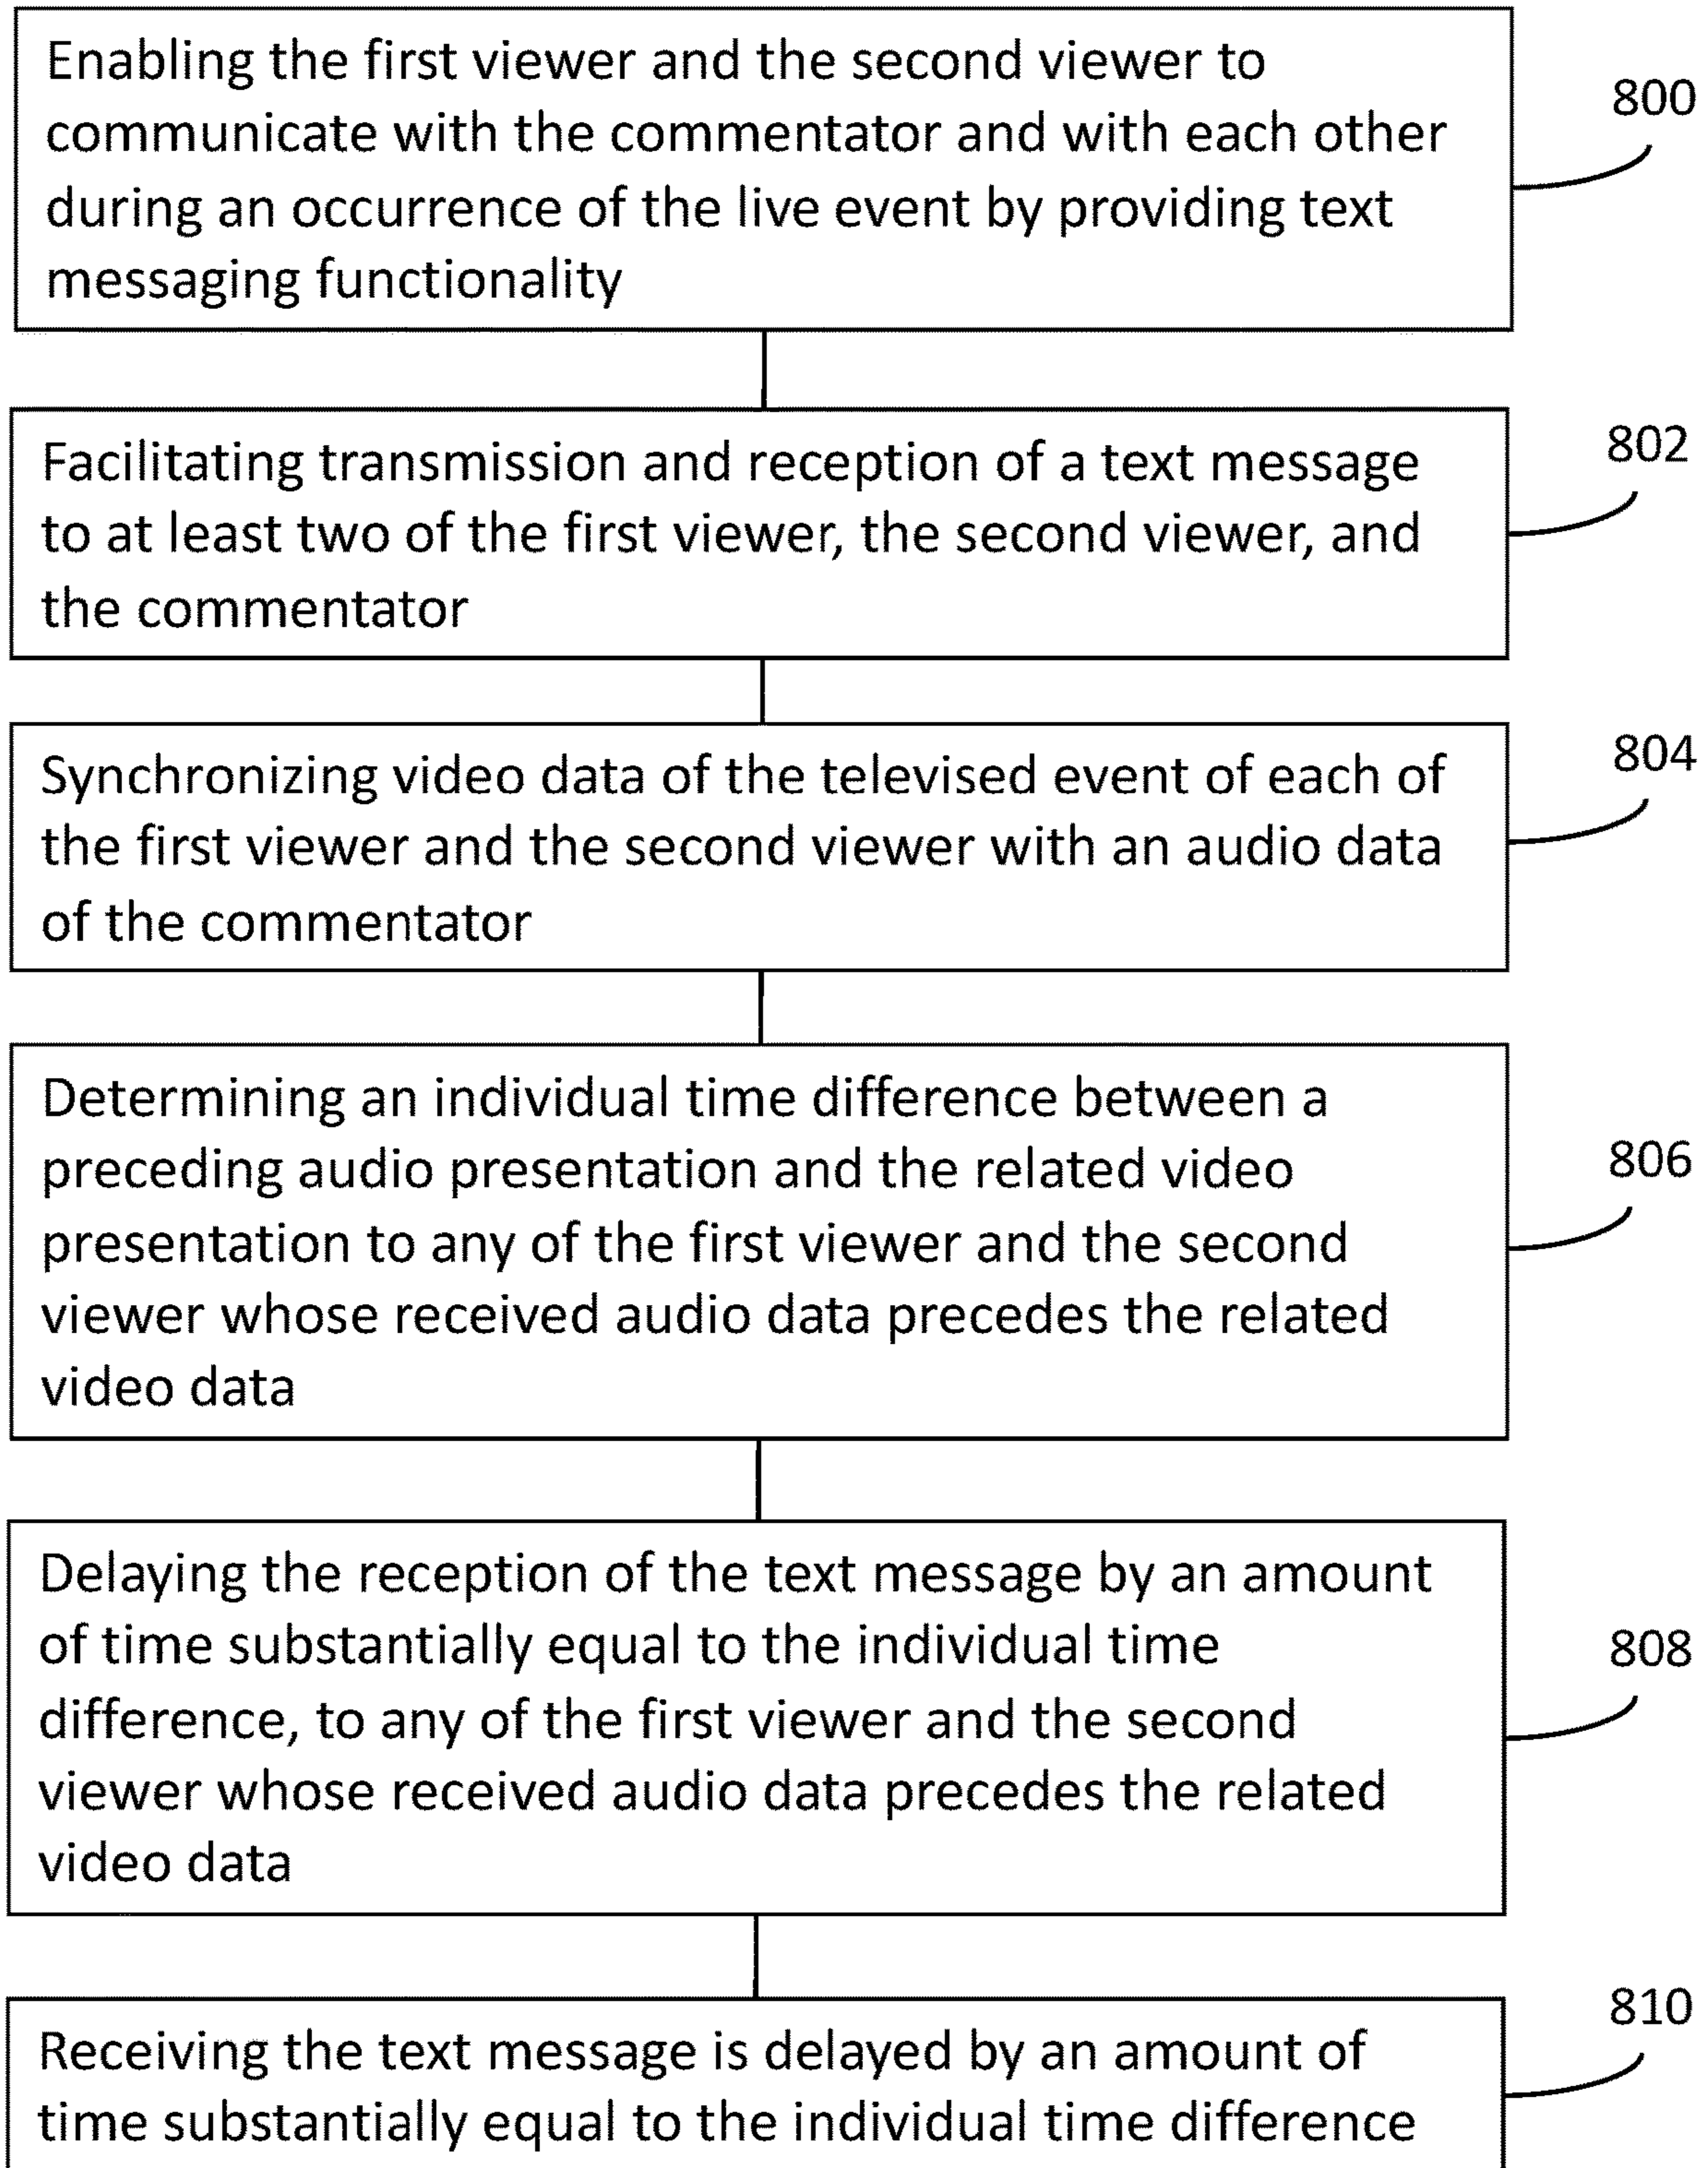 Enabling the first viewer and the second viewer to
communicate with the commentator and with each other
during an occurrence of the live event by providing text
messaging functionality
800
Facilitating transmission and reception of a text message
to at least two of the first viewer, the second viewer, and
the commentator
802
Synchronizing video data of the televised event of each of
the first viewer and the second viewer with an audio data
of the commentator
804
Determining an individual time difference between a
preceding audio presentation and the related video
presentation to any of the first viewer and the second
viewer whose received audio data precedes the related
video data
806
Delaying the reception of the text message by an amount
of time substantially equal to the individual time
difference, to any of the first viewer and the second
viewer whose received audio data precedes the related
video data
808
Receiving the text message is delayed by an amount of
time substantially equal to the individual time difference
810